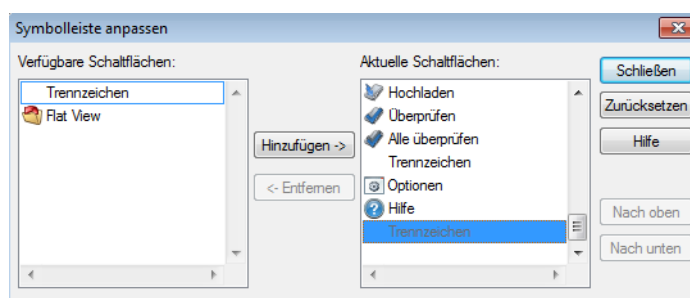 Symbolleiste anpassen
Verfügbare Schaltflächen:
Trennzeichen
Flat View
Hinzufügen ->
<- Entfernen
Aktuelle Schaltflächen:
Hochladen
Überprüfen
Alle überprüfen
Trennzeichen
Optionen
Hilfe
Trennzeichen
Schließen
Zurücksetzen
Hilfe
Nach oben
Nach unten